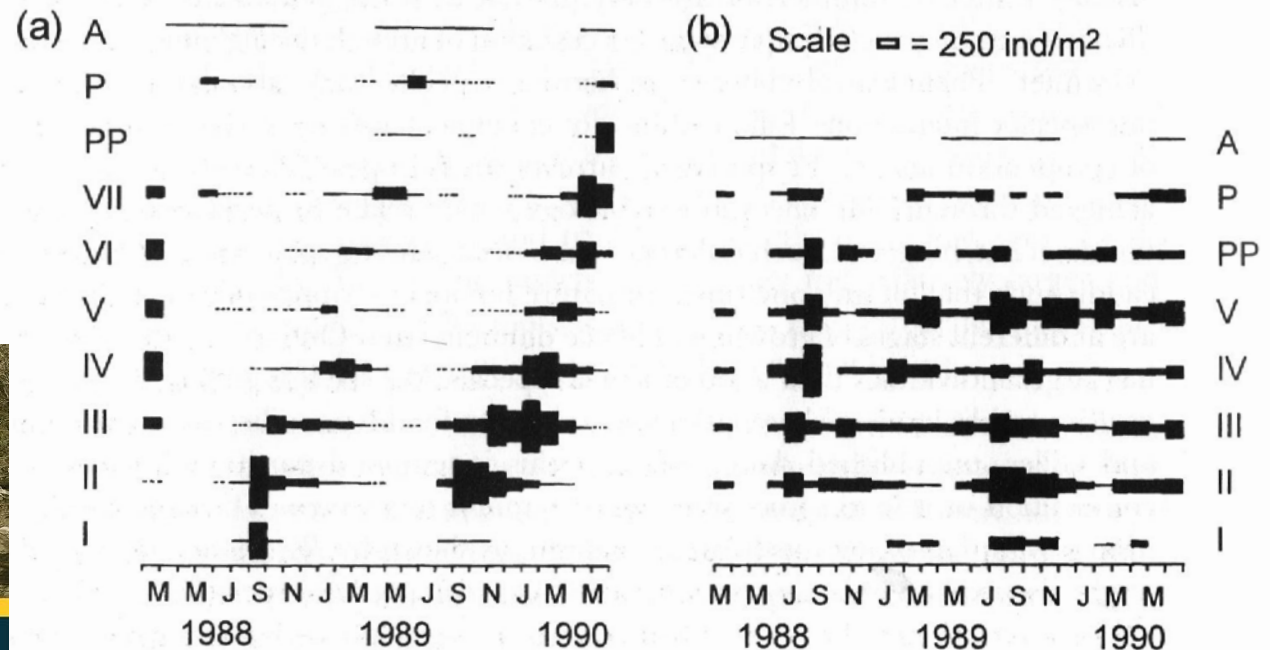 (a) A
P
PP
VII
VI
V
IV
III
II
I
M M J S N J M M J S N J M M
1988 1989 1990
(b) Scale = 250 ind/m²
A
P
PP
V
IV
III
II
I
M M J S N J M M J S N J M M
1988 1989 1990